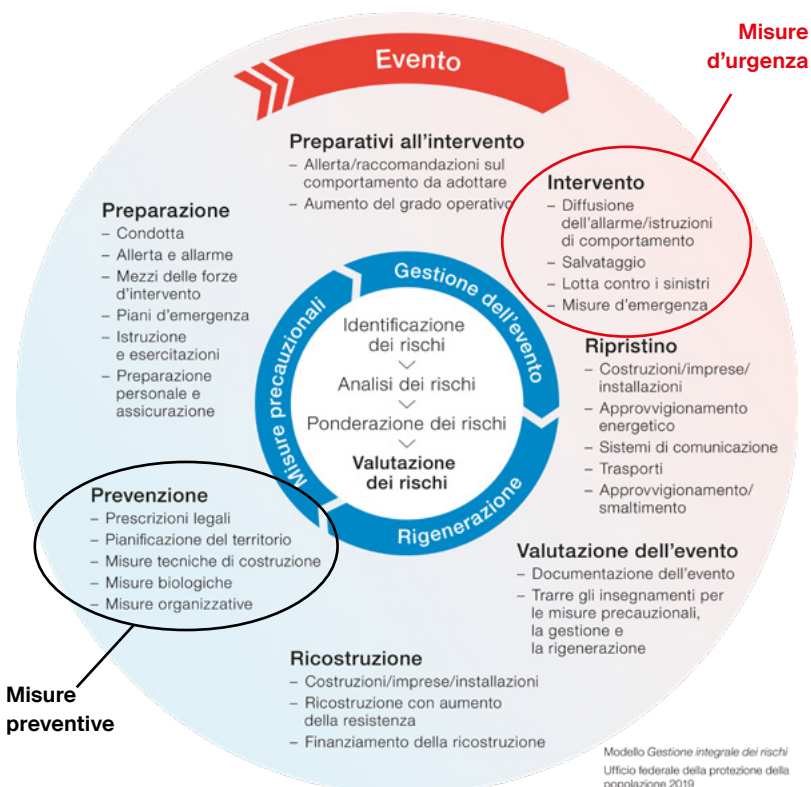 Misure
d'urgenza
Evento
Preparativi all'intervento
– Allerta/raccomandazioni sul
comportamento da adottare
– Aumento del grado operativo
Intervento
– Diffusione
dell'allarme/istruzioni
di comportamento
– Salvataggio
– Lotta contro i sinistri
– Misure d'emergenza
Preparazione
– Condotta
– Allerta e allarme
– Mezzi delle forze
d'intervento
– Piani d'emergenza
– Istruzione
e esercitazioni
– Preparazione
personale e
assicurazione
Misure precauzionali
Gestione dell'evento
Rigenerazione
Identificazione
dei rischi
Analisi dei rischi
Ponderazione dei rischi
Valutazione
dei rischi
Ripristino
– Costruzioni/imprese/
installazioni
– Approvvigionamento
energetico
– Sistemi di comunicazione
– Trasporti
– Approvvigionamento/
smaltimento
Prevenzione
– Prescrizioni legali
– Pianificazione del territorio
– Misure tecniche di costruzione
– Misure biologiche
– Misure organizzative
Valutazione dell'evento
– Documentazione dell'evento
– Trarre gli insegnamenti per
le misure precauzionali,
la gestione e
la rigenerazione
Misure
preventive
Ricostruzione
– Costruzioni/imprese/installazioni
– Ricostruzione con aumento
della resistenza
– Finanziamento della ricostruzione
Modello Gestione integrale dei rischi
Ufficio federale della protezione della
popolazione 2019